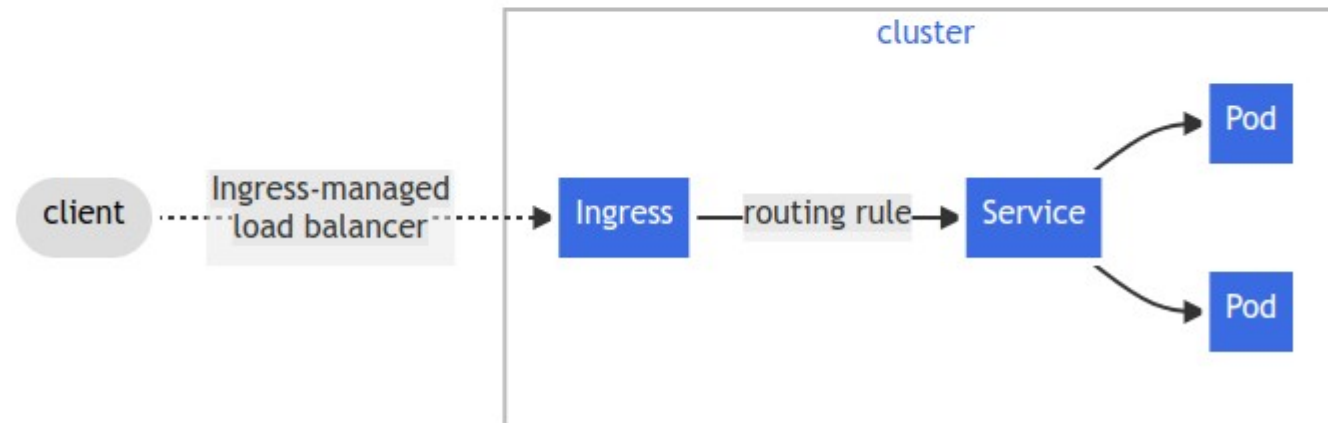 cluster
client
Ingress-managed
load balancer
Ingress
routing rule
Service
Pod
Pod